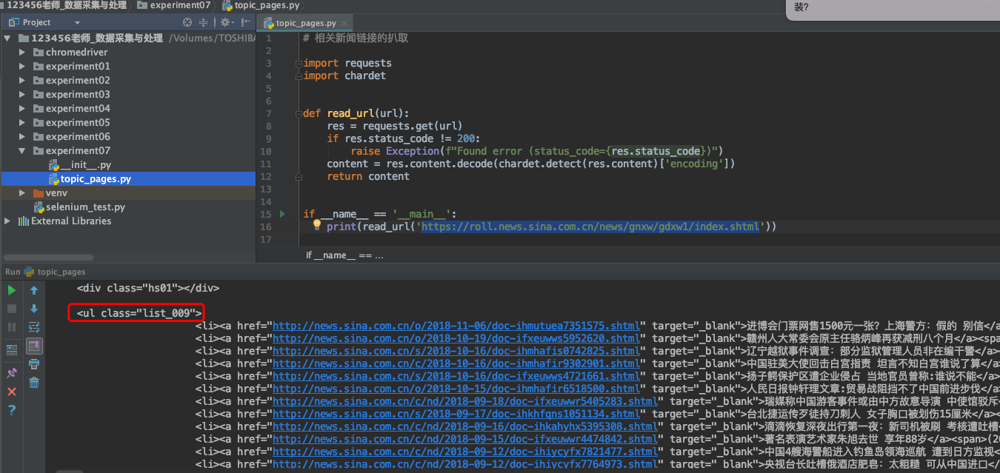 123456老师_数据采集与处理 experiment07 topic_pages.py
装?
Project
topic_pages.py
123456老师_数据采集与处理 /Volumes/TOSHIBA
chromedriver
experiment01
experiment02
experiment03
experiment04
experiment05
experiment06
experiment07
__init__.py
topic_pages.py
venv
selenium_test.py
External Libraries
1 # 相关新闻链接的扒取
2
3 import requests
4 import chardet
5
6
7 def read_url(url):
8 res = requests.get(url)
9 if res.status_code != 200:
10 raise Exception(f"Found error (status_code={res.status_code})")
11 content = res.content.decode(chardet.detect(res.content)['encoding'])
12 return content
13
14
15 if __name__ == '__main__':
16 print(read_url('https://roll.news.sina.com.cn/news/gnxw/gdxw1/index.shtml'))
17
if __name__ == ...
Run topic_pages
<div class="hs01"></div>
<ul class="list_009">
<li><a href="http://news.sina.com.cn/o/2018-11-06/doc-ihmutuea7351575.shtml" target="_blank">进博会门票网售1500元一张？上海警方：假的 别信</a
<li><a href="http://news.sina.com.cn/o/2018-10-19/doc-ifxeuwws5952620.shtml" target="_blank">赣州人大常委会原主任骆炳峰再获减刑八个月</a><spa
<li><a href="http://news.sina.com.cn/o/2018-10-16/doc-ihmhafis0742825.shtml" target="_blank">辽宁越狱事件调查：部分监狱管理人员非在编干警</a>
<li><a href="http://news.sina.com.cn/o/2018-10-16/doc-ihmhafir9302901.shtml" target="_blank">中国驻美大使回击白宫指责 坦言不知白宫谁说了算</a
<li><a href="http://news.sina.com.cn/o/2018-10-16/doc-ifxeuwws4721661.shtml" target="_blank">扬子鳄保护区遭企业侵占 当地官员曾称:谁说不能</a
<li><a href="http://news.sina.com.cn/o/2018-10-15/doc-ihmhafir6518500.shtml" target="_blank">人民日报钟轩理文章:贸易战阻挡不了中国前进步伐</a
<li><a href="http://news.sina.com.cn/c/nd/2018-09-18/doc-ifxeuwwr5405283.shtml" target="_blank">瑞媒称中国游客事件或由中方故意导演 中使馆驳斥
<li><a href="http://news.sina.com.cn/s/2018-09-17/doc-ihkhfqns1051134.shtml" target="_blank">台北捷运传歹徒持刀刺人 女子胸口被划伤15厘米</a
<li><a href="http://news.sina.com.cn/c/nd/2018-09-16/doc-ihkahyhx5395308.shtml" target="_blank">滴滴恢复深夜出行第一夜：新司机被刷 考核遭吐槽
<li><a href="http://news.sina.com.cn/c/nd/2018-09-15/doc-ifxeuwwr4474842.shtml" target="_blank">著名表演艺术家朱旭去世 享年88岁</a><span>(20
<li><a href="http://news.sina.com.cn/c/nd/2018-09-12/doc-ihiycyfx7821477.shtml" target="_blank">中国4艘海警船进入钓鱼岛领海巡航 遭到日方监视<
<li><a href="http://news.sina.com.cn/c/nd/2018-09-12/doc-ihiycyfx7764973.shtml" target="_blank">央视台长吐槽俄酒店肥皂：太粗糙 可从中国进口</